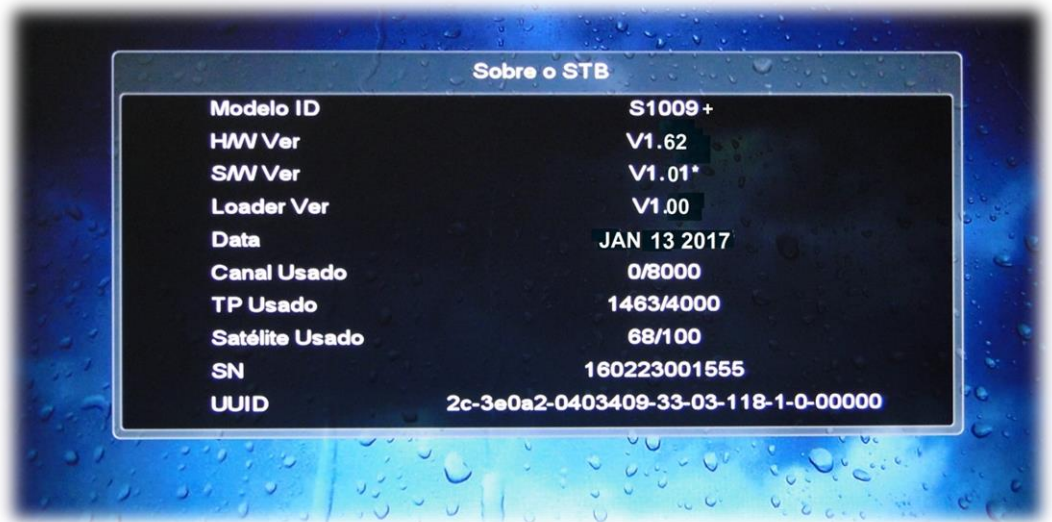 Sobre o STB
Modelo ID S1009+
H/W Ver V1.62
S/W Ver V1.01*
Loader Ver V1.00
Data JAN 13 2017
Canal Usado 0/8000
TP Usado 1463/4000
Satélite Usado 68/100
SN 160223001555
UUID 2c-3e0a2-0403409-33-03-118-1-0-00000